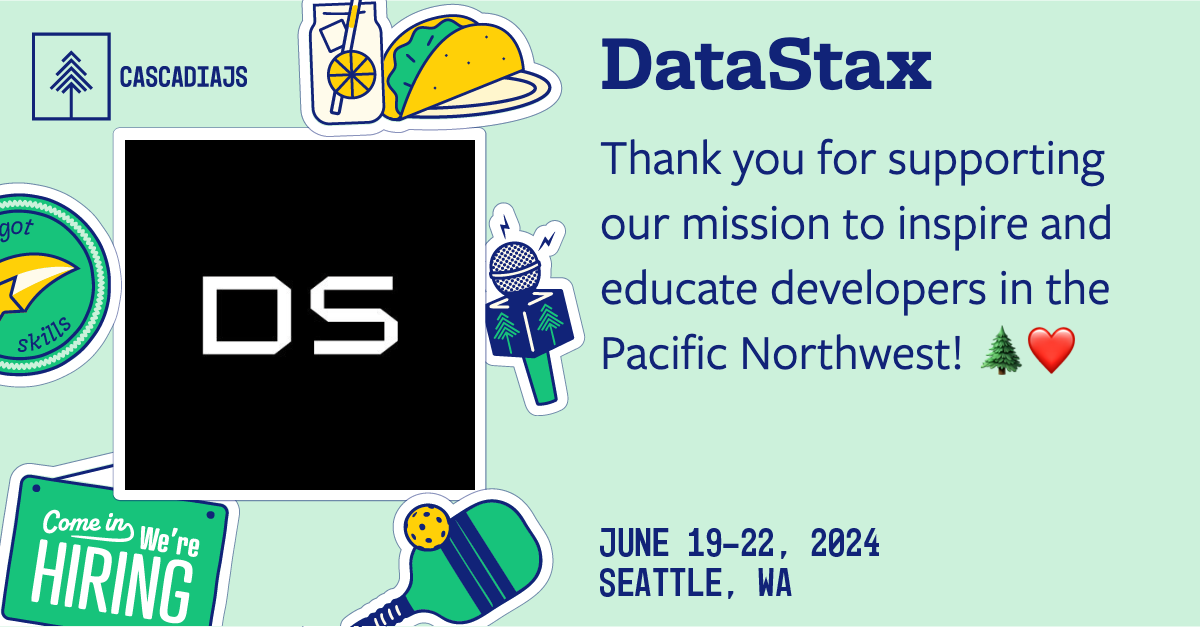 CASCADIAJS
DataStax
Thank you for supporting
our mission to inspire and
educate developers in the
Pacific Northwest! 🌲❤️
got
skills
DS
Come in We're
HIRING
JUNE 19–22, 2024
SEATTLE, WA